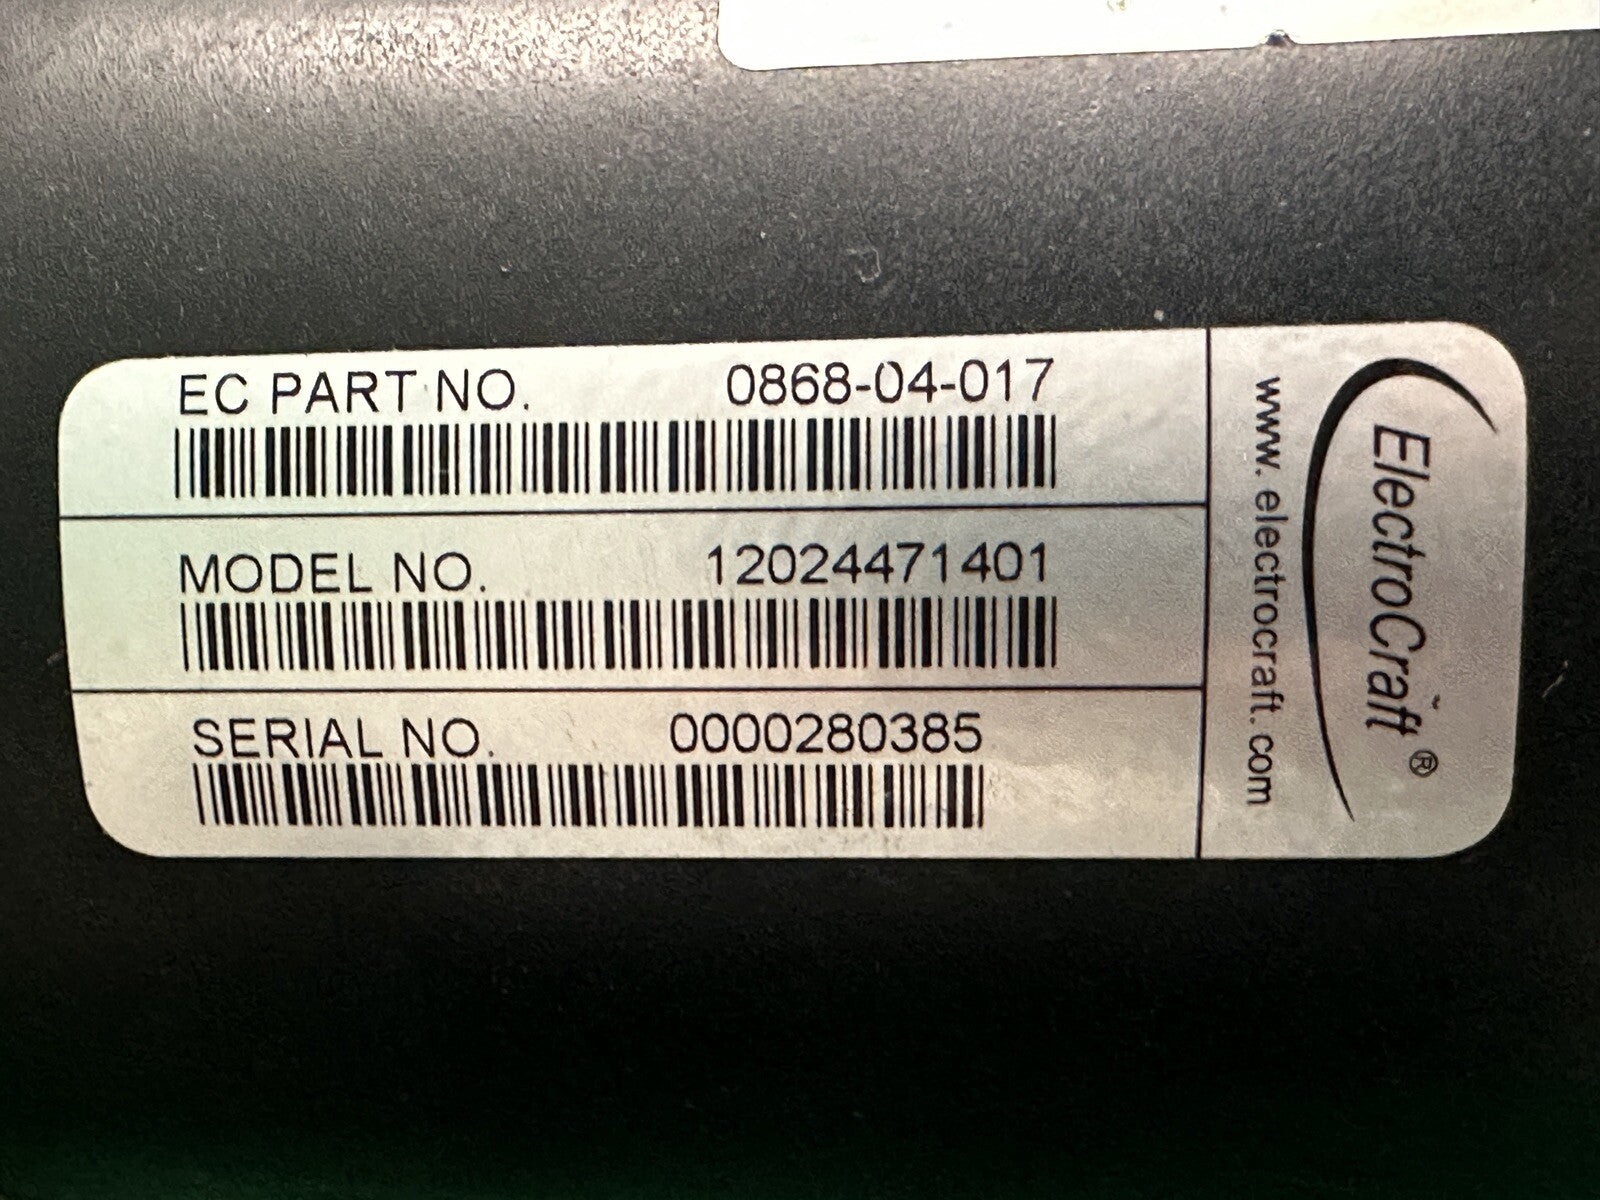 EC PART NO. 0868-04-017
MODEL NO. 12024471401
SERIAL NO. 0000280385
ElectroCraft®
www.electrocraft.com